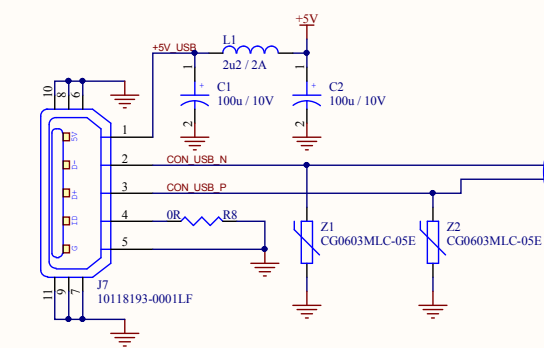 +5V
+5V_USB
L1
2u2 / 2A
1
C1
100u / 10V
2
1
C2
100u / 10V
2
10
8
6
1
5V
2
CON_USB_N
D-
3
CON_USB_P
D+
4
0R
R8
ID
5
G
Z1
CG0603MLC-05E
Z2
CG0603MLC-05E
J7
10118193-0001LF
11
9
7